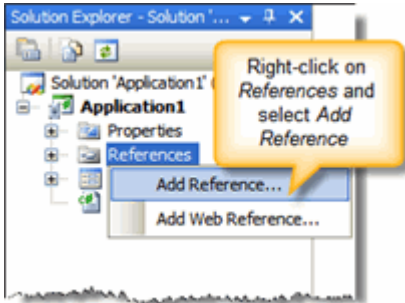 Solution Explorer - Solution '...
Solution 'Application1' (
Application1
Properties
References
Add Reference...
Add Web Reference...
Right-click on
References and
select Add
Reference